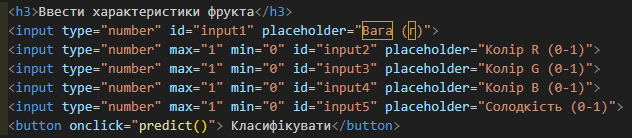 <h3>Ввести характеристики фрукта</h3>
<input type="number" id="input1" placeholder="Вага (г)">
<input type="number" max="1" min="0" id="input2" placeholder="Колір R (0-1)">
<input type="number" max="1" min="0" id="input3" placeholder="Колір G (0-1)">
<input type="number" max="1" min="0" id="input4" placeholder="Колір B (0-1)">
<input type="number" max="1" min="0" id="input5" placeholder="Солодкість (0-1)">
<button onclick="predict()"> Класифікувати</button>